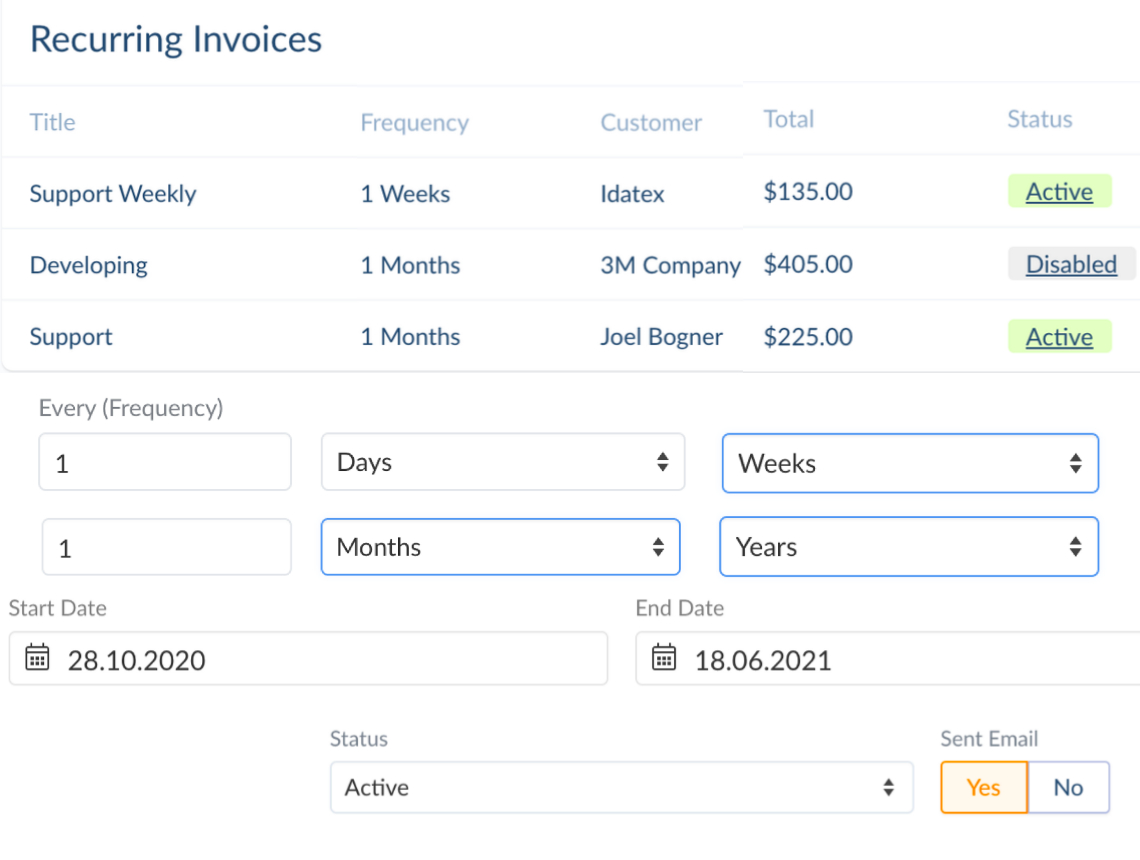 Recurring Invoices
Title Frequency Customer Total Status
Support Weekly 1 Weeks Idatex $135.00 Active
Developing 1 Months 3M Company $405.00 Disabled
Support 1 Months Joel Bogner $225.00 Active
Every (Frequency)
1 Days Weeks
1 Months Years
Start Date End Date
28.10.2020 18.06.2021
Status Sent Email
Active Yes No